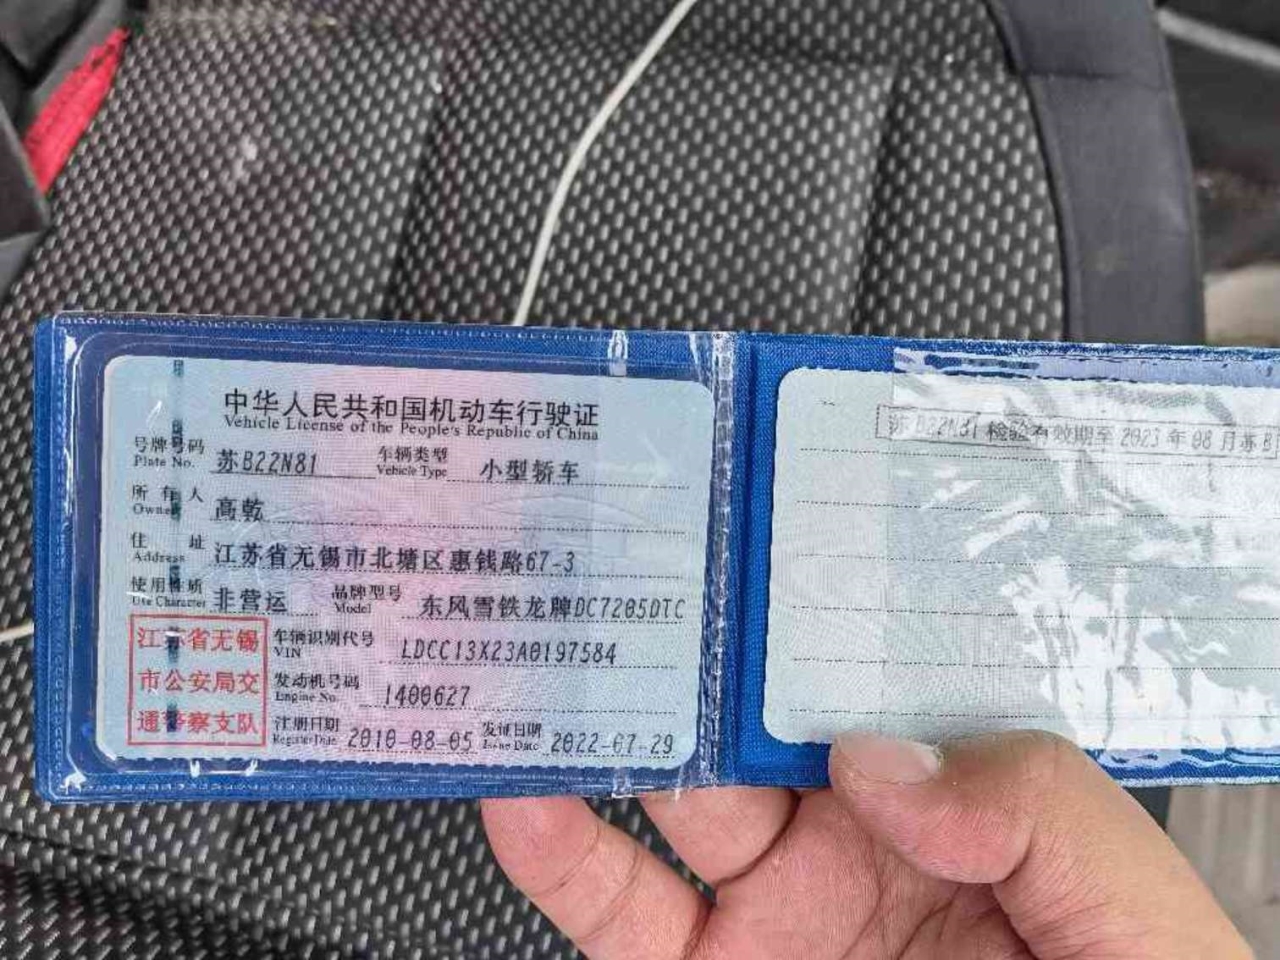 中华人民共和国机动车行驶证
Vehicle License of the People's Republic of China
号牌号码 苏B22N81 车辆类型 小型轿车
Plate No. Vehicle Type
所有人 高乾
Owner
住址 江苏省无锡市北塘区惠钱路67-3
Address
使用性质 非营运 品牌型号 东风雪铁龙牌DC7205DTC
Use Character Model
江苏省无锡 车辆识别代号 LDCC13X23A0197584
VIN
市公安局交 发动机号码 1400627
Engine No.
通警察支队 注册日期 2010-08-05 发证日期 2022-07-29
Register Date Issue Date
苏B22N81 检验有效期至 2023 年 08 月 苏B